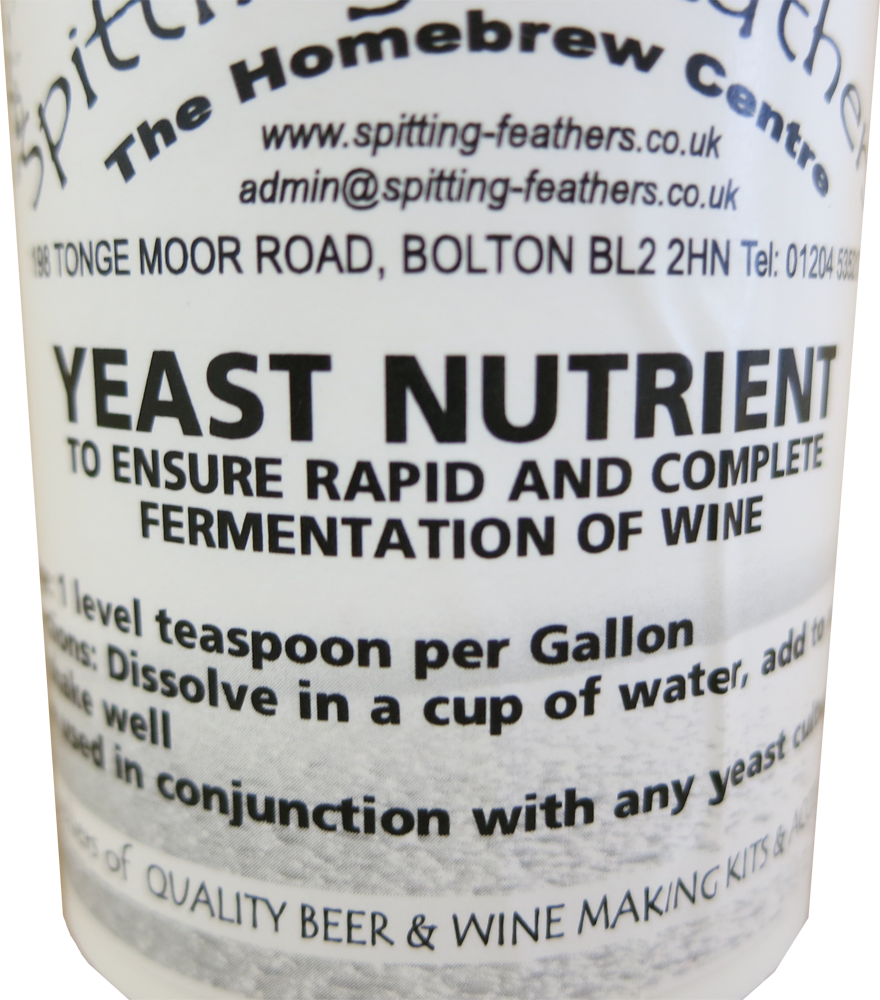 Spitting
The Homebrew Centre
www.spitting-feathers.co.uk
admin@spitting-feathers.co.uk
198 TONGE MOOR ROAD, BOLTON BL2 2HN Tel: 01204
YEAST NUTRIENT
TO ENSURE RAPID AND COMPLETE
FERMENTATION OF WINE
1 level teaspoon per Gallon
Dissolve in a cup of water, add to
well
in conjunction with any yeast
of QUALITY BEER & WINE MAKING KITS &